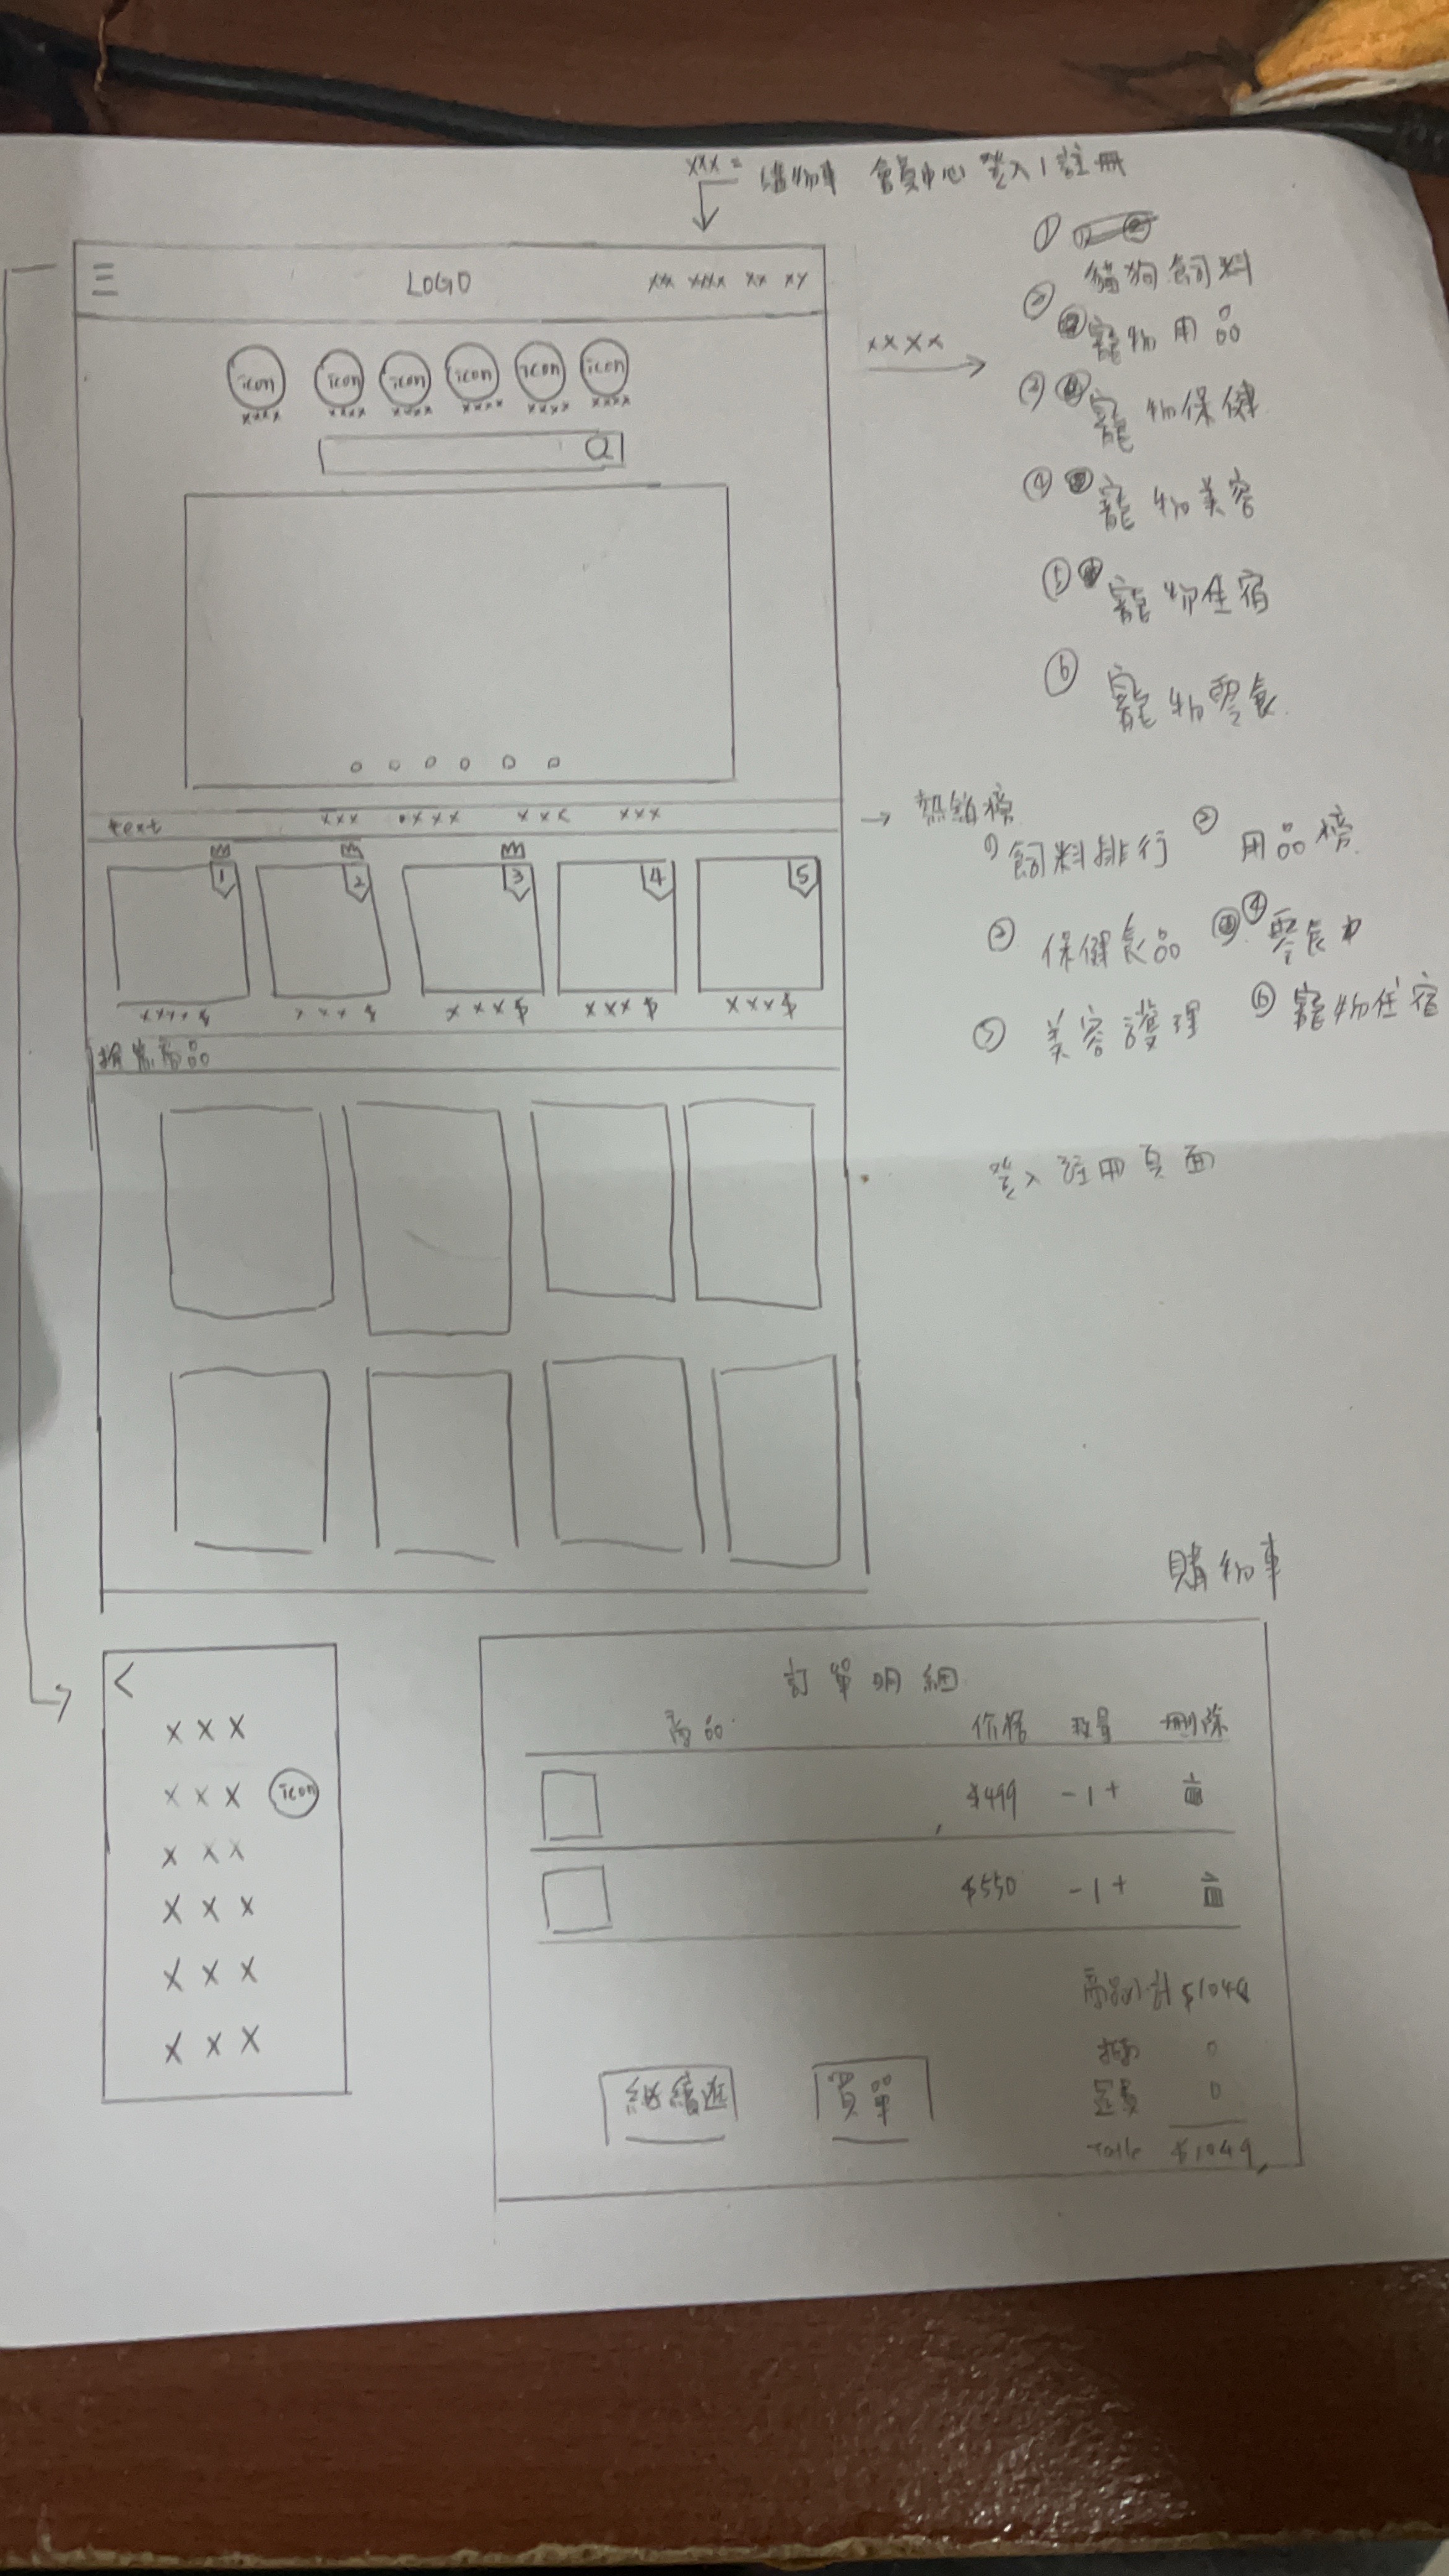 xxx = 購物車 會員中心 登入 | 註冊
三 LOGO xx xxx xx xy
icon icon icon icon icon icon
xxxx xxxx xxxx xxxx xxxx xxxx
xxxx
①
貓狗飼料
② 寵物用品
③ 寵物保健
④ 寵物美容
⑤ 寵物住宿
⑥ 寵物零食
text xxx xxxx xxx xxx
熱銷榜
1) 飼料排行 ② 用品榜
③ 保健食品 ④ 零食
⑤ 美容護理 ⑥ 寵物住宿
1 2 3 4 5
xxxx $ xxx $ xxx $ xxx $ xxx $
推薦商品
登入註冊頁面
購物車
<
xxx
xxx icon
xxx
xxx
xxx
xxx
訂單明細
商品 价格 数量 刪除
$499 - 1 +
$550 - 1 +
商品小計 $1049
0
0
$1049
繼續逛 買單